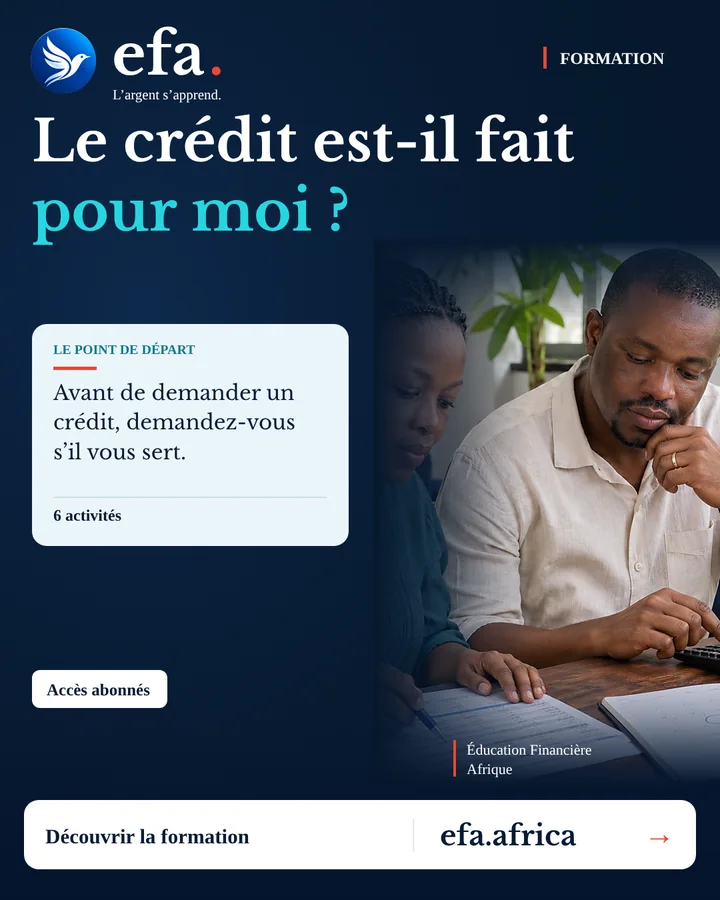 efa.
L’argent s’apprend.
FORMATION
Le crédit est-il fait
pour moi ?
LE POINT DE DÉPART
Avant de demander un
crédit, demandez-vous
s’il vous sert.
6 activités
Accès abonnés
Éducation Financière
Afrique
Découvrir la formation
efa.africa →